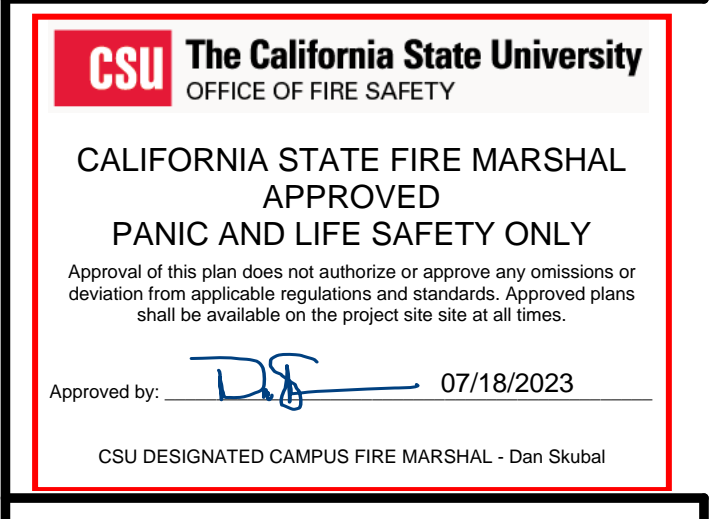 CSU The California State University
OFFICE OF FIRE SAFETY
CALIFORNIA STATE FIRE MARSHAL
APPROVED
PANIC AND LIFE SAFETY ONLY
Approval of this plan does not authorize or approve any omissions or
deviation from applicable regulations and standards. Approved plans
shall be available on the project site site at all times.
Approved by: 07/18/2023
CSU DESIGNATED CAMPUS FIRE MARSHAL - Dan Skubal